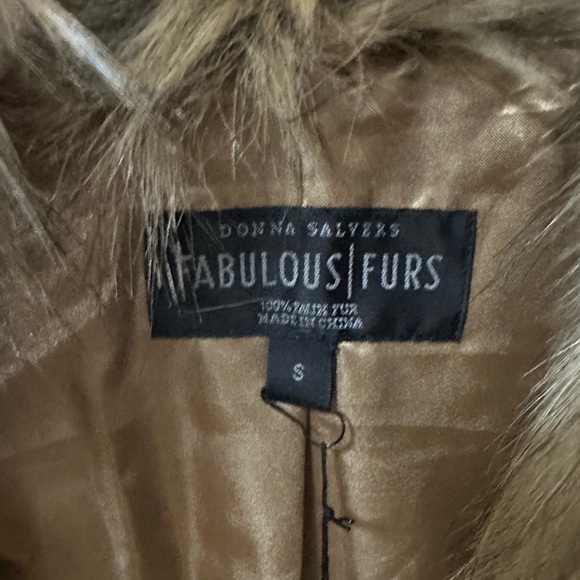 DONNA SALYERS
FABULOUS|FURS
100% FAUX FUR
MADE IN CHINA
S